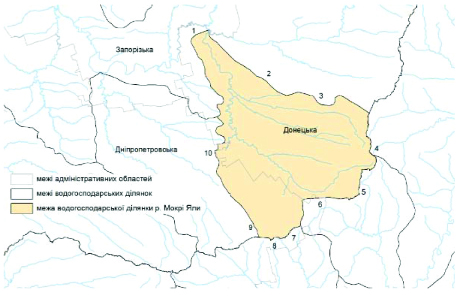 1
Запорізька
2
3
Донецька
4
Дніпропетровська
10
межі адміністративних областей
5
межі водогосподарських ділянок
6
межа водогосподарської ділянки р. Мокрі Яли
9
7
8